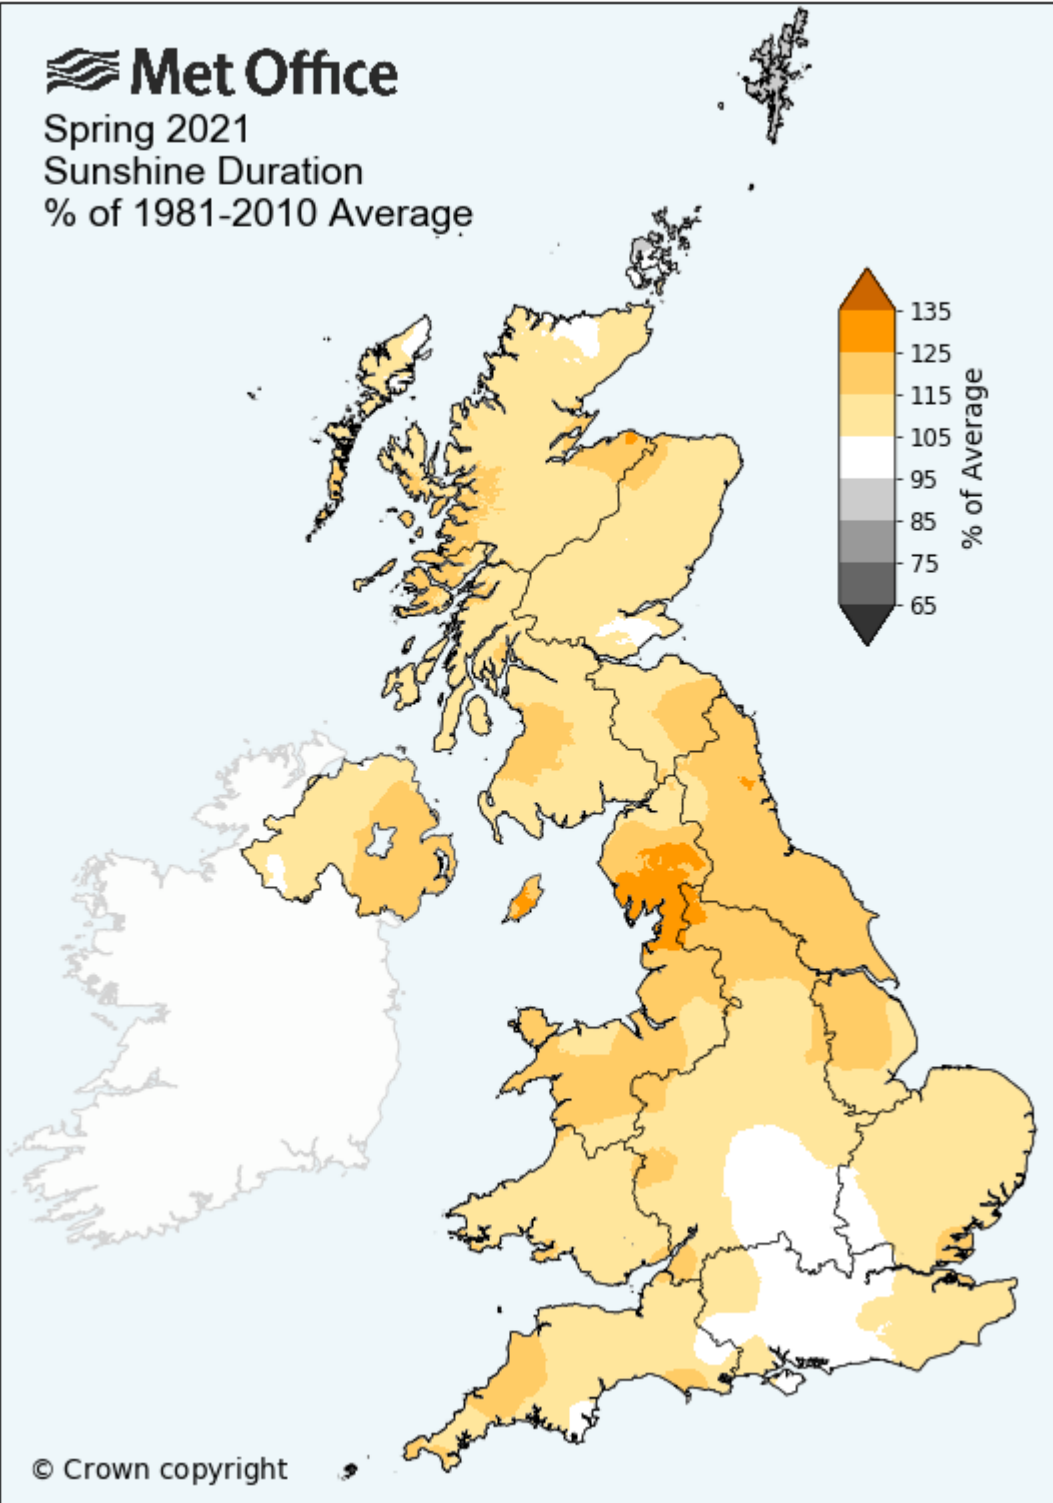 Met Office
Spring 2021
Sunshine Duration
% of 1981-2010 Average
135
125
115
105
95
85
75
65
% of Average
© Crown copyright